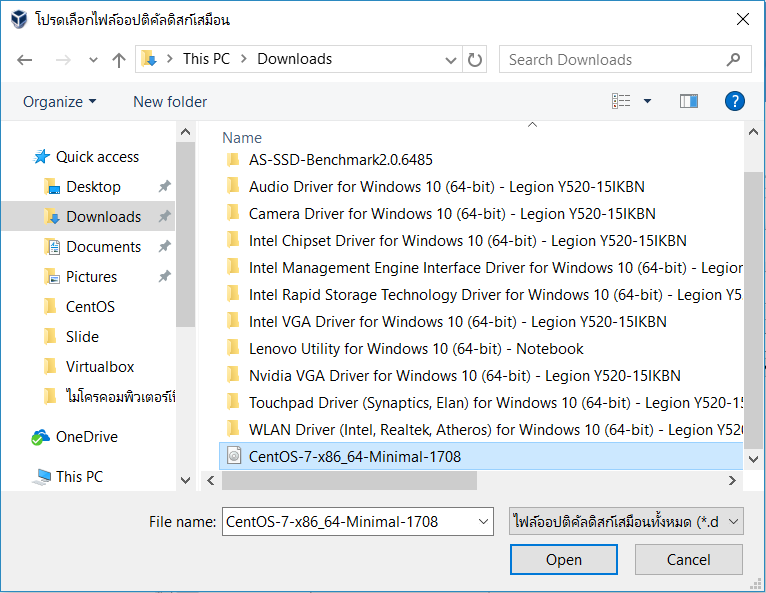 โปรดเลือกไฟล์ออปติคัลดิสก์เสมือน
This PC > Downloads
Search Downloads
Organize
New folder
Name
Quick access
Desktop
Downloads
Documents
Pictures
CentOS
Slide
Virtualbox
ไมโครคอมพิวเตอร์เบื
OneDrive
This PC
AS-SSD-Benchmark2.0.6485
Audio Driver for Windows 10 (64-bit) - Legion Y520-15IKBN
Camera Driver for Windows 10 (64-bit) - Legion Y520-15IKBN
Intel Chipset Driver for Windows 10 (64-bit) - Legion Y520-15IKBN
Intel Management Engine Interface Driver for Windows 10 (64-bit) - Legion
Intel Rapid Storage Technology Driver for Windows 10 (64-bit) - Legion Y5
Intel VGA Driver for Windows 10 (64-bit) - Legion Y520-15IKBN
Lenovo Utility for Windows 10 (64-bit) - Notebook
Nvidia VGA Driver for Windows 10 (64-bit) - Legion Y520-15IKBN
Touchpad Driver (Synaptics, Elan) for Windows 10 (64-bit) - Legion Y520-15
WLAN Driver (Intel, Realtek, Atheros) for Windows 10 (64-bit) - Legion Y520
CentOS-7-x86_64-Minimal-1708
File name:
CentOS-7-x86_64-Minimal-1708
ไฟล์ออปติคัลดิสก์เสมือนทั้งหมด (*.d
Open
Cancel